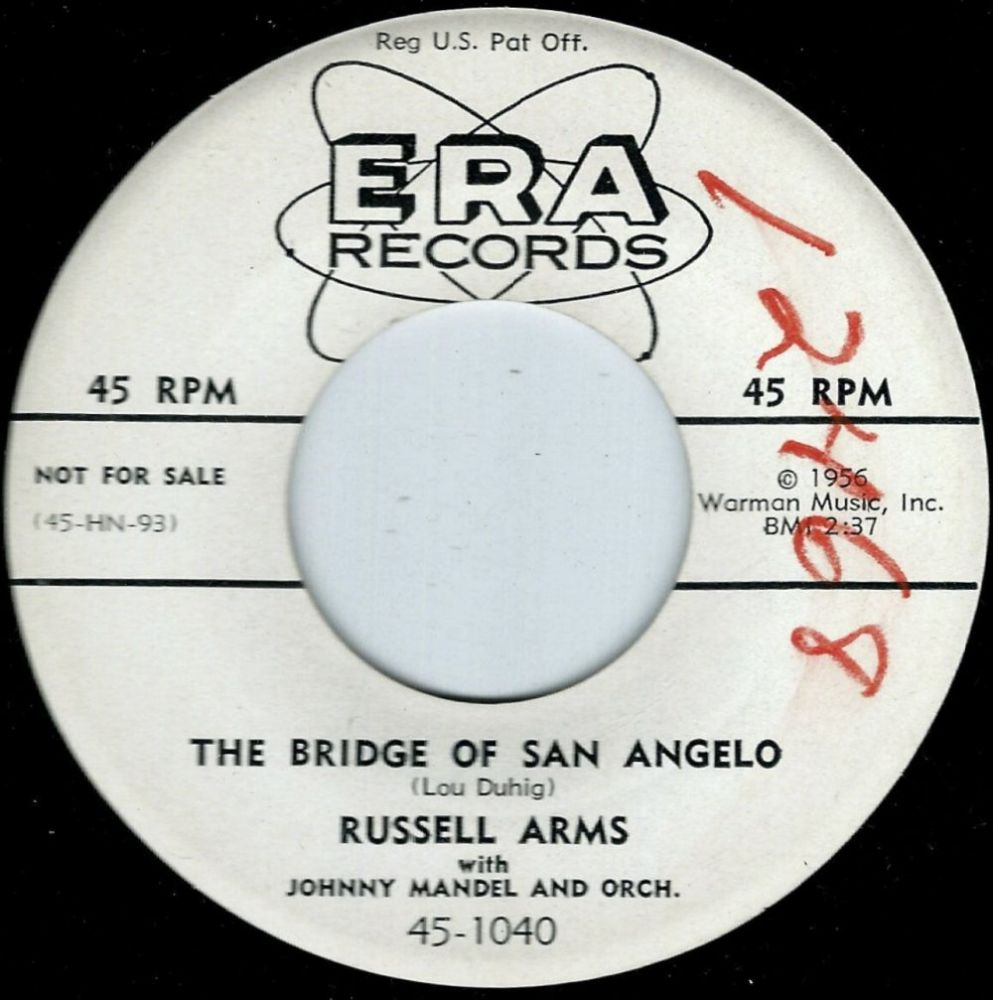 Reg U.S. Pat Off.
ERA
RECORDS
45 RPM
45 RPM
NOT FOR SALE
(45-HN-93)
© 1956
Warman Music, Inc.
BMI 2:37
12468
THE BRIDGE OF SAN ANGELO
(Lou Duhig)
RUSSELL ARMS
with
JOHNNY MANDEL AND ORCH.
45-1040